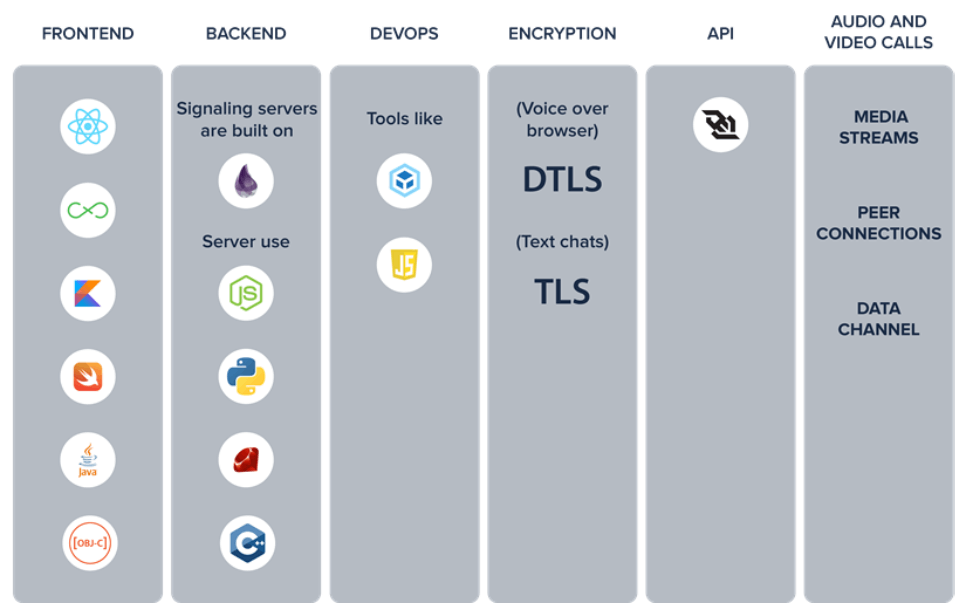 FRONTEND
BACKEND
DEVOPS
ENCRYPTION
API
AUDIO AND
VIDEO CALLS
Java
[OBJ-C]
Signaling servers
are built on
Server use
JS
C++
Tools like
JS
(Voice over
browser)
DTLS
(Text chats)
TLS
MEDIA
STREAMS
PEER
CONNECTIONS
DATA
CHANNEL